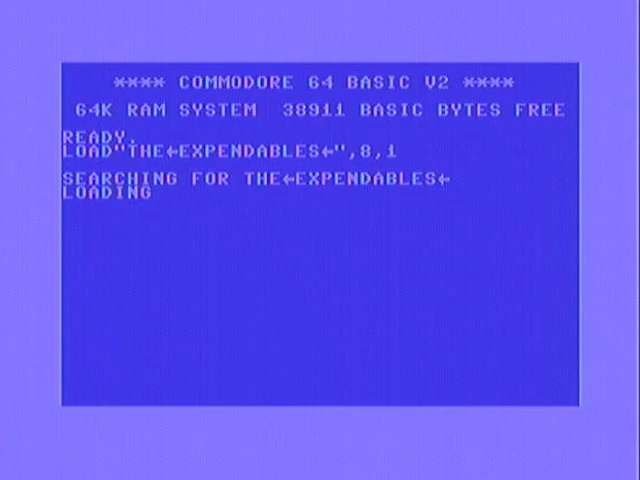 **** COMMODORE 64 BASIC V2 ****
64K RAM SYSTEM 38911 BASIC BYTES FREE
READY.
LOAD"THE←EXPENDABLES←",8,1
SEARCHING FOR THE←EXPENDABLES←
LOADING